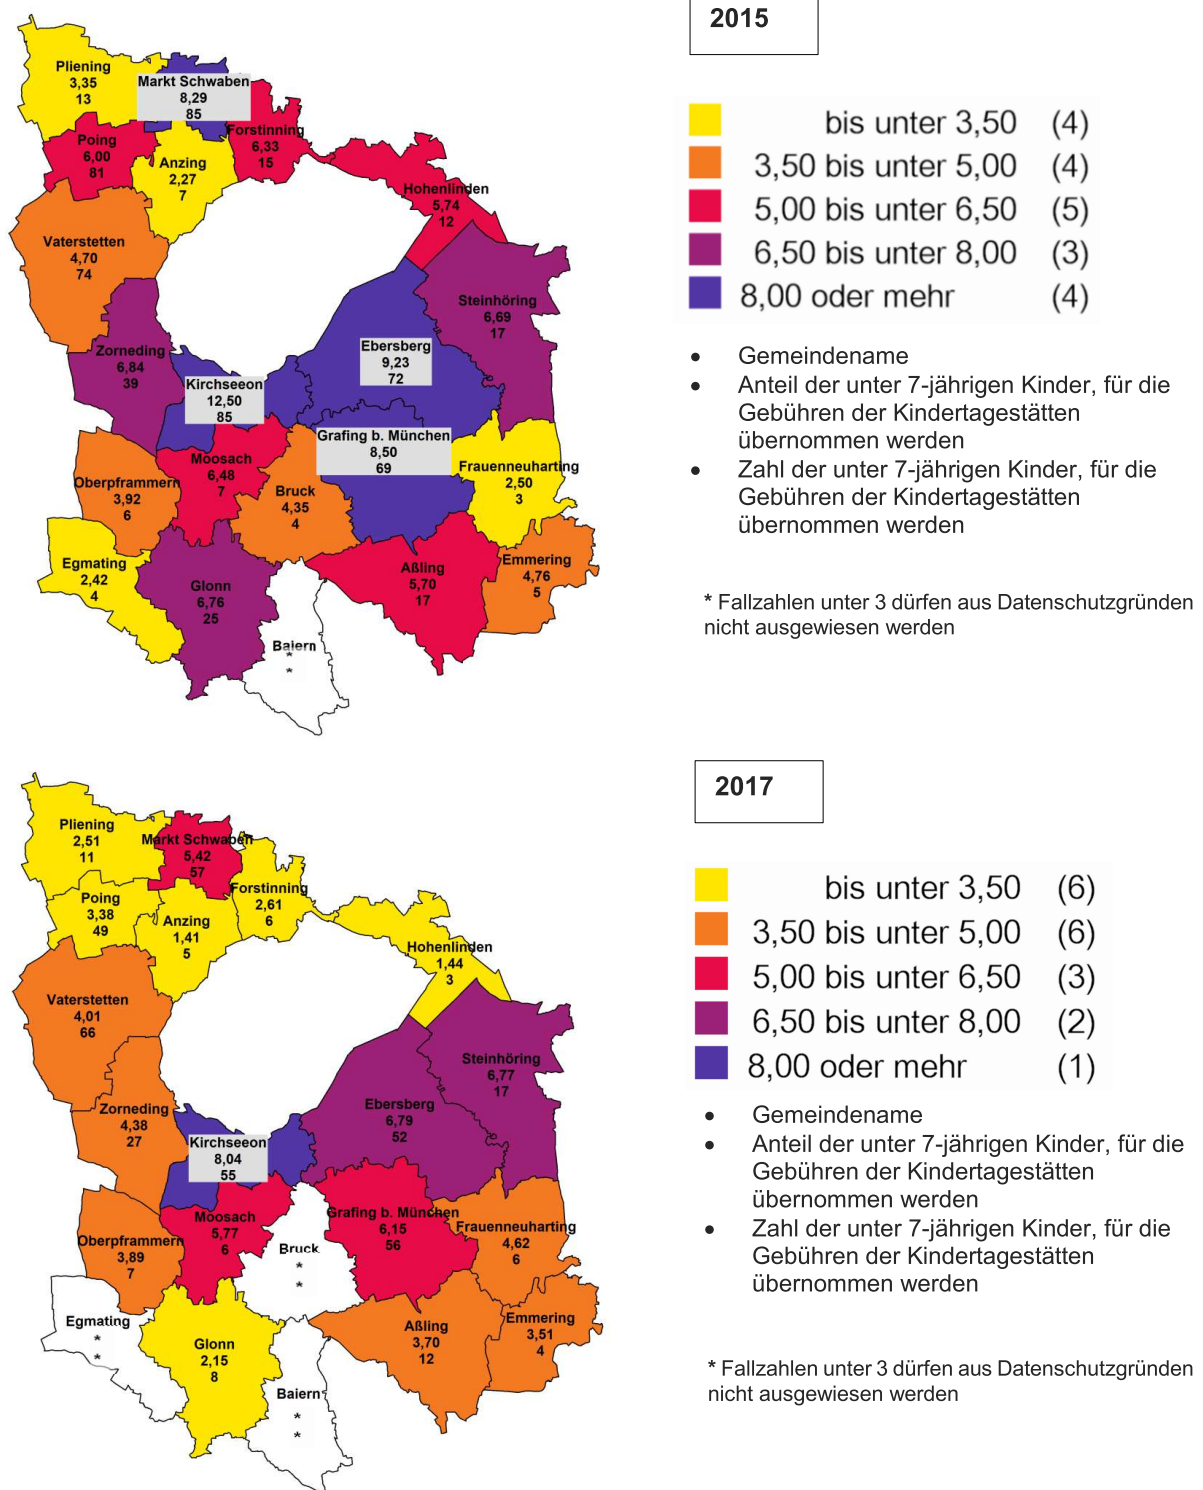 2015
Pliening
3,35
13
Markt Schwaben
8,29
85
Poing
6,00
81
Anzing
2,27
7
Forstinning
6,33
15
Hohenlinden
5,74
12
Vaterstetten
4,70
74
Steinhöring
6,69
17
Zorneding
6,84
39
Ebersberg
9,23
72
Kirchseeon
12,50
85
Grafing b. München
8,50
69
Moosach
6,48
7
Frauenneuharting
2,50
3
Oberpframmern
3,92
6
Bruck
4,35
4
Egmating
2,42
4
Glonn
6,76
25
Aßling
5,70
17
Emmering
4,76
5
Baiern
*
*
bis unter 3,50 (4)
3,50 bis unter 5,00 (4)
5,00 bis unter 6,50 (5)
6,50 bis unter 8,00 (3)
8,00 oder mehr (4)
• Gemeindename
• Anteil der unter 7-jährigen Kinder, für die
Gebühren der Kindertagestätten
übernommen werden
• Zahl der unter 7-jährigen Kinder, für die
Gebühren der Kindertagestätten
übernommen werden
* Fallzahlen unter 3 dürfen aus Datenschutzgründen
nicht ausgewiesen werden
2017
Pliening
2,51
11
Markt Schwaben
5,42
57
Poing
3,38
49
Anzing
1,41
5
Forstinning
2,61
6
Hohenlinden
1,44
3
Vaterstetten
4,01
66
Steinhöring
6,77
17
Zorneding
4,38
27
Ebersberg
6,79
52
Kirchseeon
8,04
55
Moosach
5,77
6
Grafing b. München
6,15
56
Frauenneuharting
4,62
6
Oberpframmern
3,89
7
Bruck
*
*
Egmating
*
*
Glonn
2,15
8
Aßling
3,70
12
Emmering
3,51
4
Baiern
*
*
bis unter 3,50 (6)
3,50 bis unter 5,00 (6)
5,00 bis unter 6,50 (3)
6,50 bis unter 8,00 (2)
8,00 oder mehr (1)
• Gemeindename
• Anteil der unter 7-jährigen Kinder, für die
Gebühren der Kindertagestätten
übernommen werden
• Zahl der unter 7-jährigen Kinder, für die
Gebühren der Kindertagestätten
übernommen werden
* Fallzahlen unter 3 dürfen aus Datenschutzgründen
nicht ausgewiesen werden